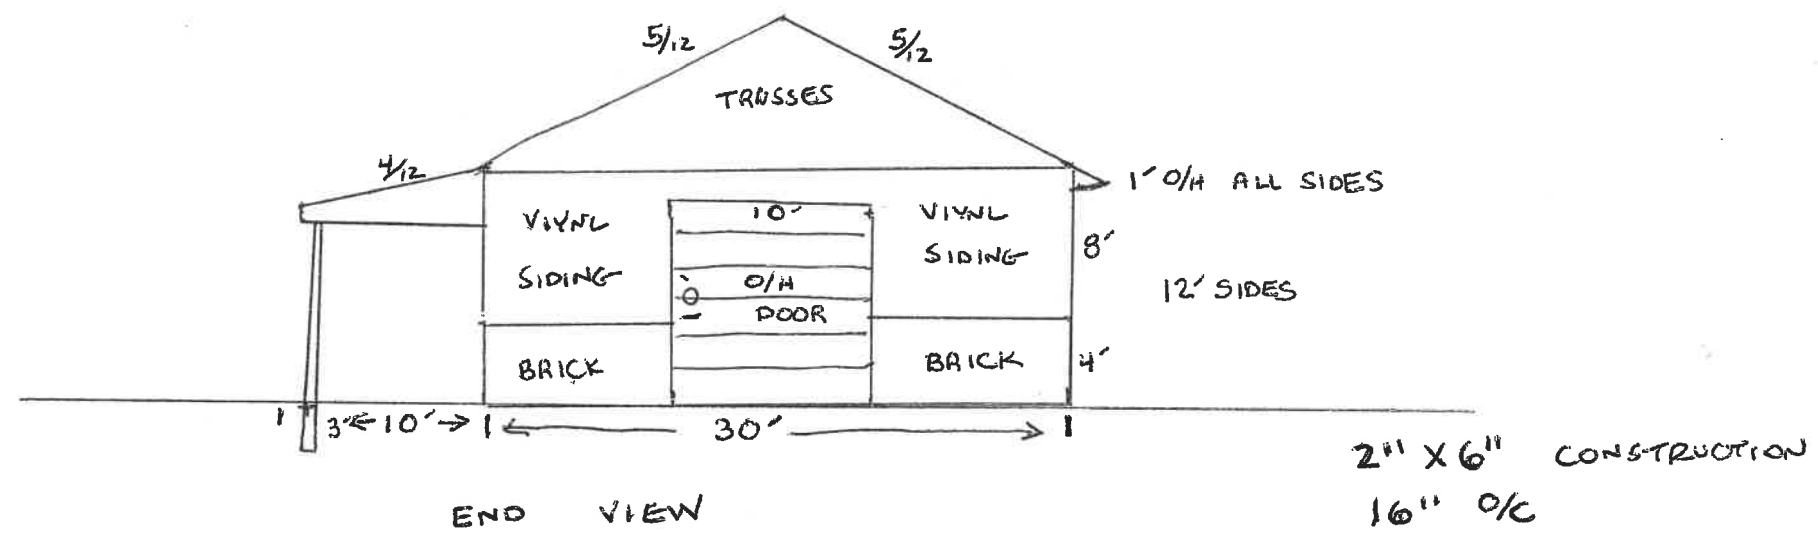 5/12
5/12
TRUSSES
4/12
1' O/H ALL SIDES
VIYNL
SIDING
10'
VIYNL
SIDING
8'
O/H
DOOR
12' SIDES
BRICK
BRICK
4'
3' 10'
30'
2" X 6" CONSTRUCTION
16" O/C
END VIEW